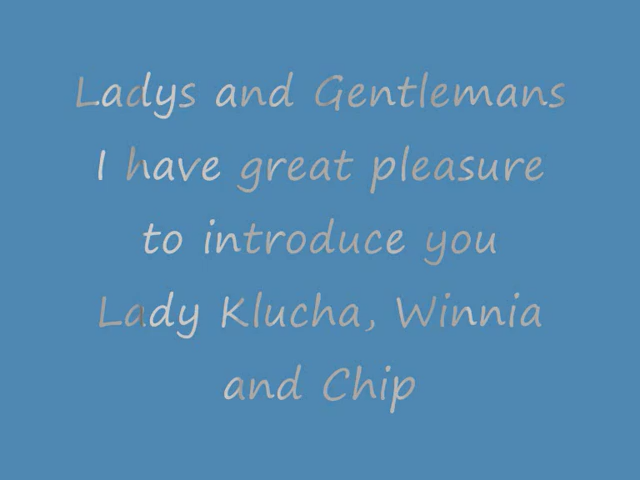 Ladys and Gentlemans
I have great pleasure
to introduce you
Lady Klucha, Winnia
and Chip